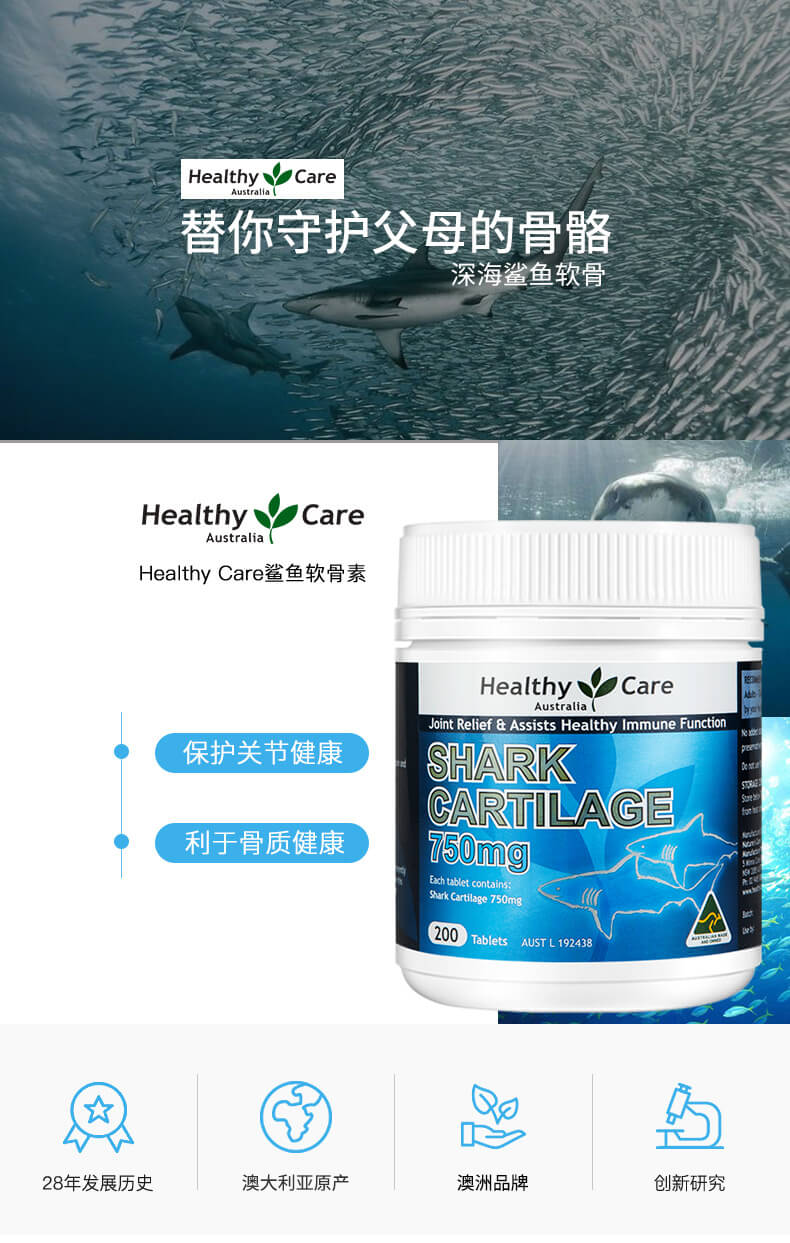 Healthy Care
Australia
替你守护父母的骨骼
深海鲨鱼软骨
Healthy Care
Australia
Healthy Care鲨鱼软骨素
保护关节健康
利于骨质健康
Healthy Care
Australia
Joint Relief & Assists Healthy Immune Function
SHARK
CARTILAGE
750mg
Each tablet contains:
Shark Cartilage 750mg
200 Tablets AUST L 192438
AUSTRALIAN MADE
AND OWNED
28年发展历史
澳大利亚原产
澳洲品牌
创新研究